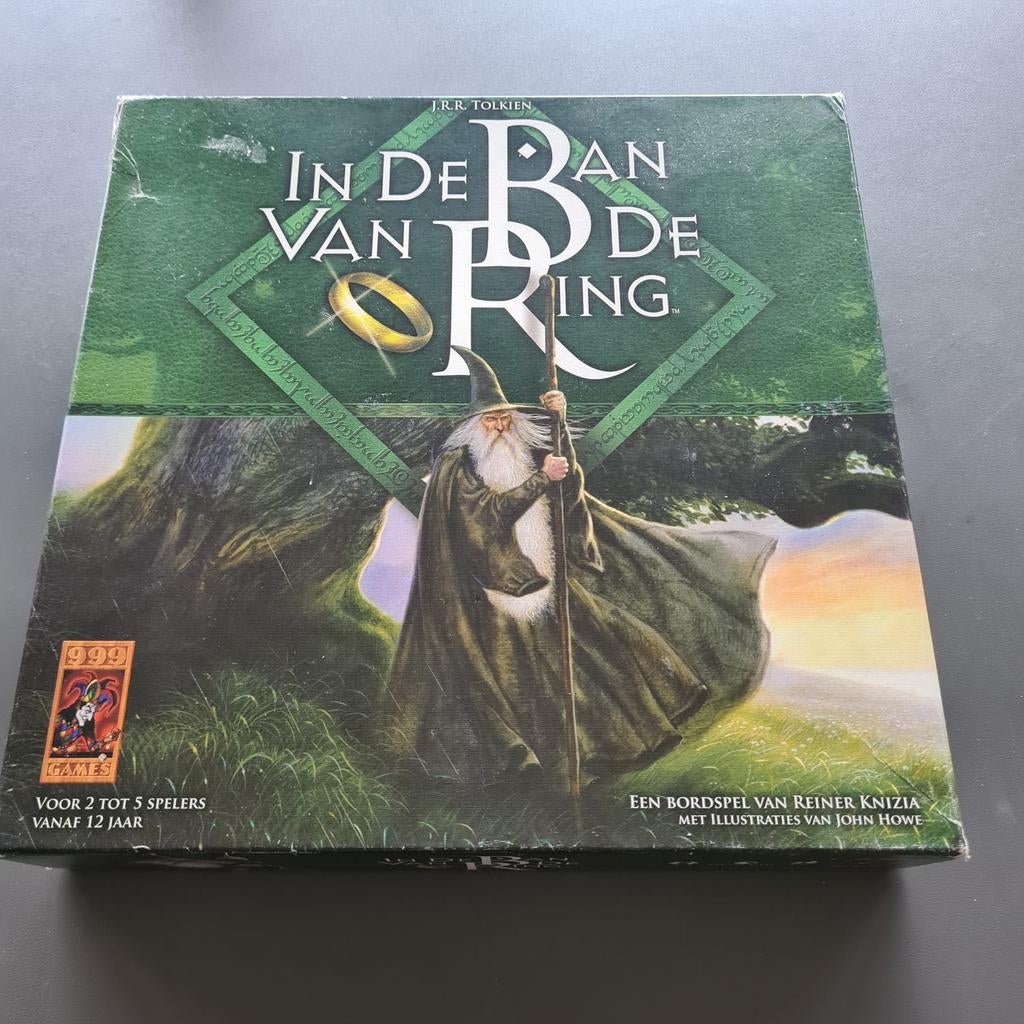 J.R.R. TOLKIEN
IN DE BAN
VAN DE
RING™
999
GAMES
VOOR 2 TOT 5 SPELERS
VANAF 12 JAAR
EEN BORDSPEL VAN REINER KNIZIA
MET ILLUSTRATIES VAN JOHN HOWE